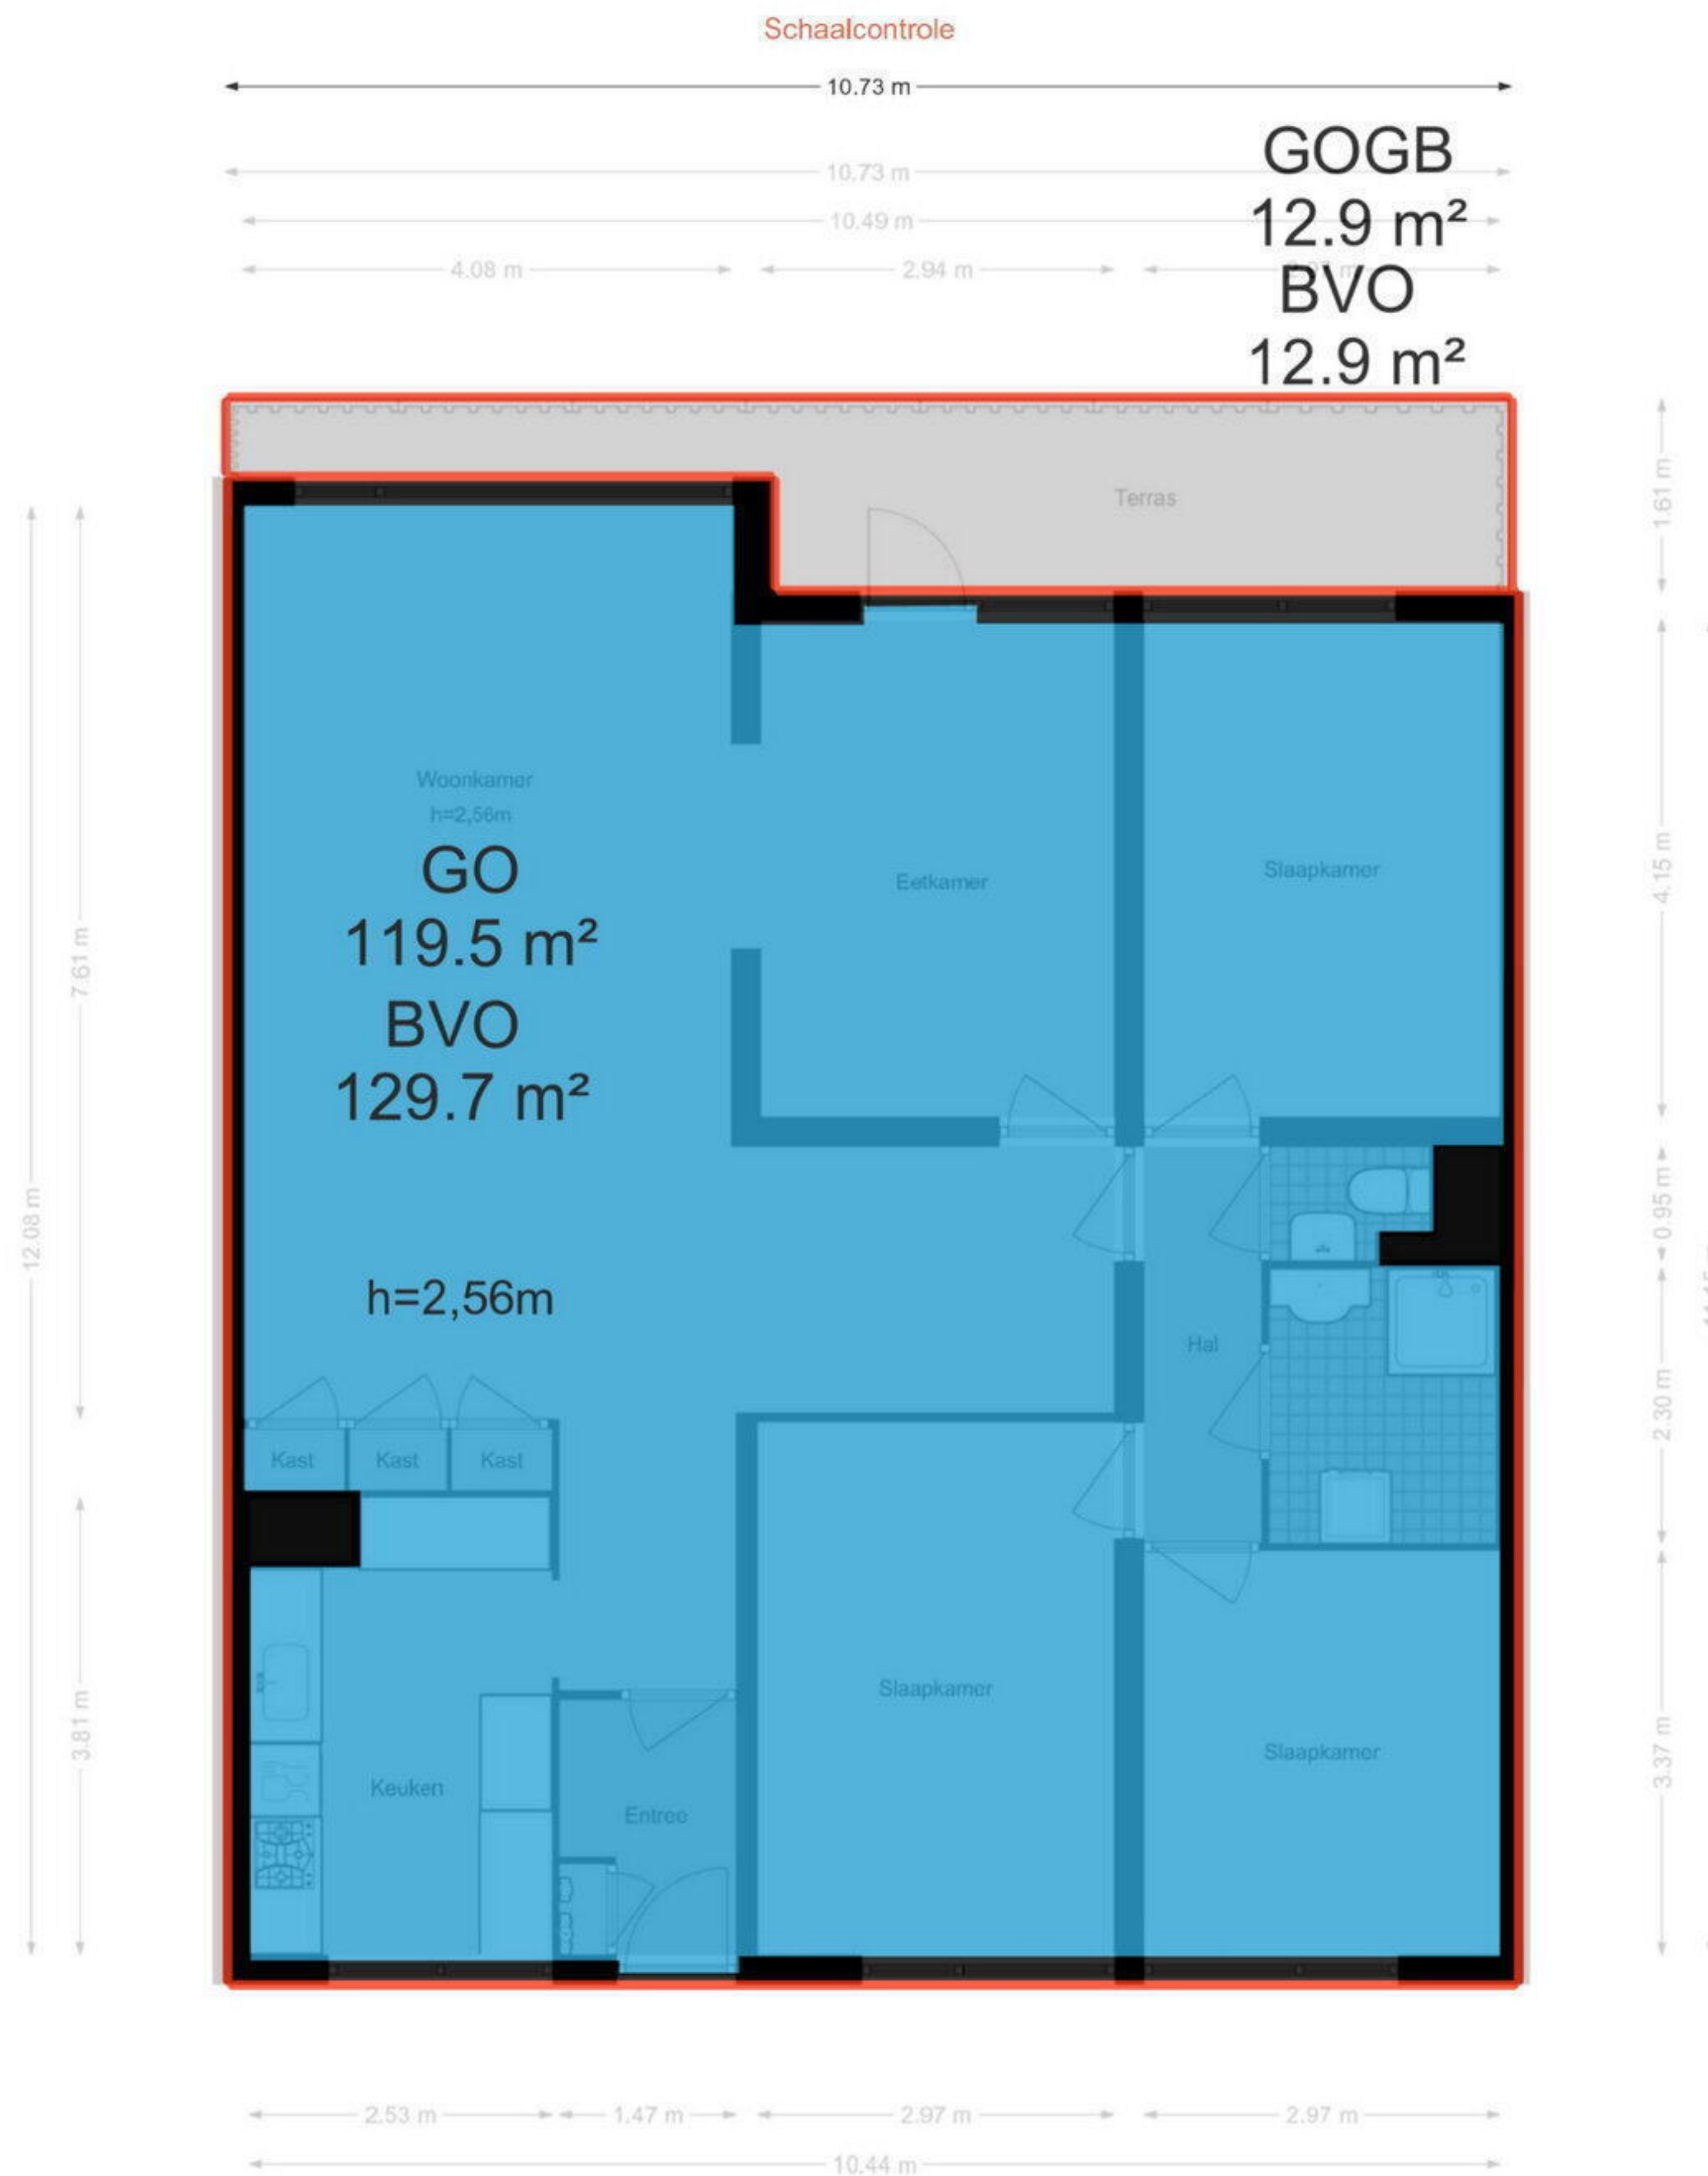 Schaalcontrole
10.73 m
GOGB
10.73 m
12.9 m²
10.49 m
4.08 m
2.94 m
BVO
12.9 m²
Terras
1.61 m
Woonkamer
h=2,56m
GO
119.5 m²
BVO
129.7 m²
Eetkamer
Slaapkamer
4.15 m
7.61 m
12.08 m
0.95 m
h=2,56m
Hal
2.30 m
Kast
Kast
Kast
Slaapkamer
3.81 m
Slaapkamer
3.37 m
Keuken
Entree
2.53 m
1.47 m
2.97 m
2.97 m
10.44 m